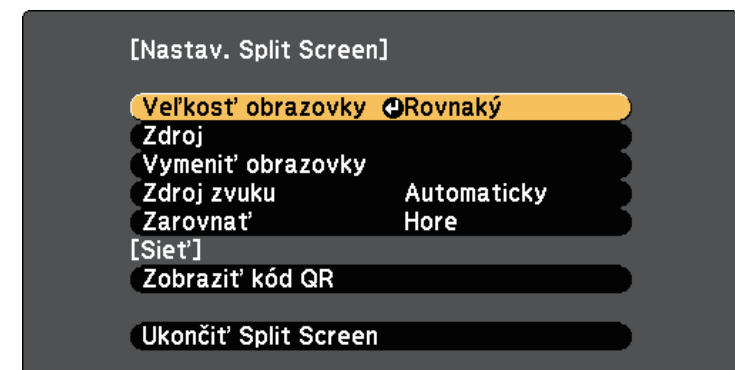 [Nastav. Split Screen]
Veľkosť obrazovky Rovnaký
Zdroj
Vymeniť obrazovky
Zdroj zvuku Automaticky
Zarovnať Hore
[Sieť]
Zobraziť kód QR
Ukončiť Split Screen